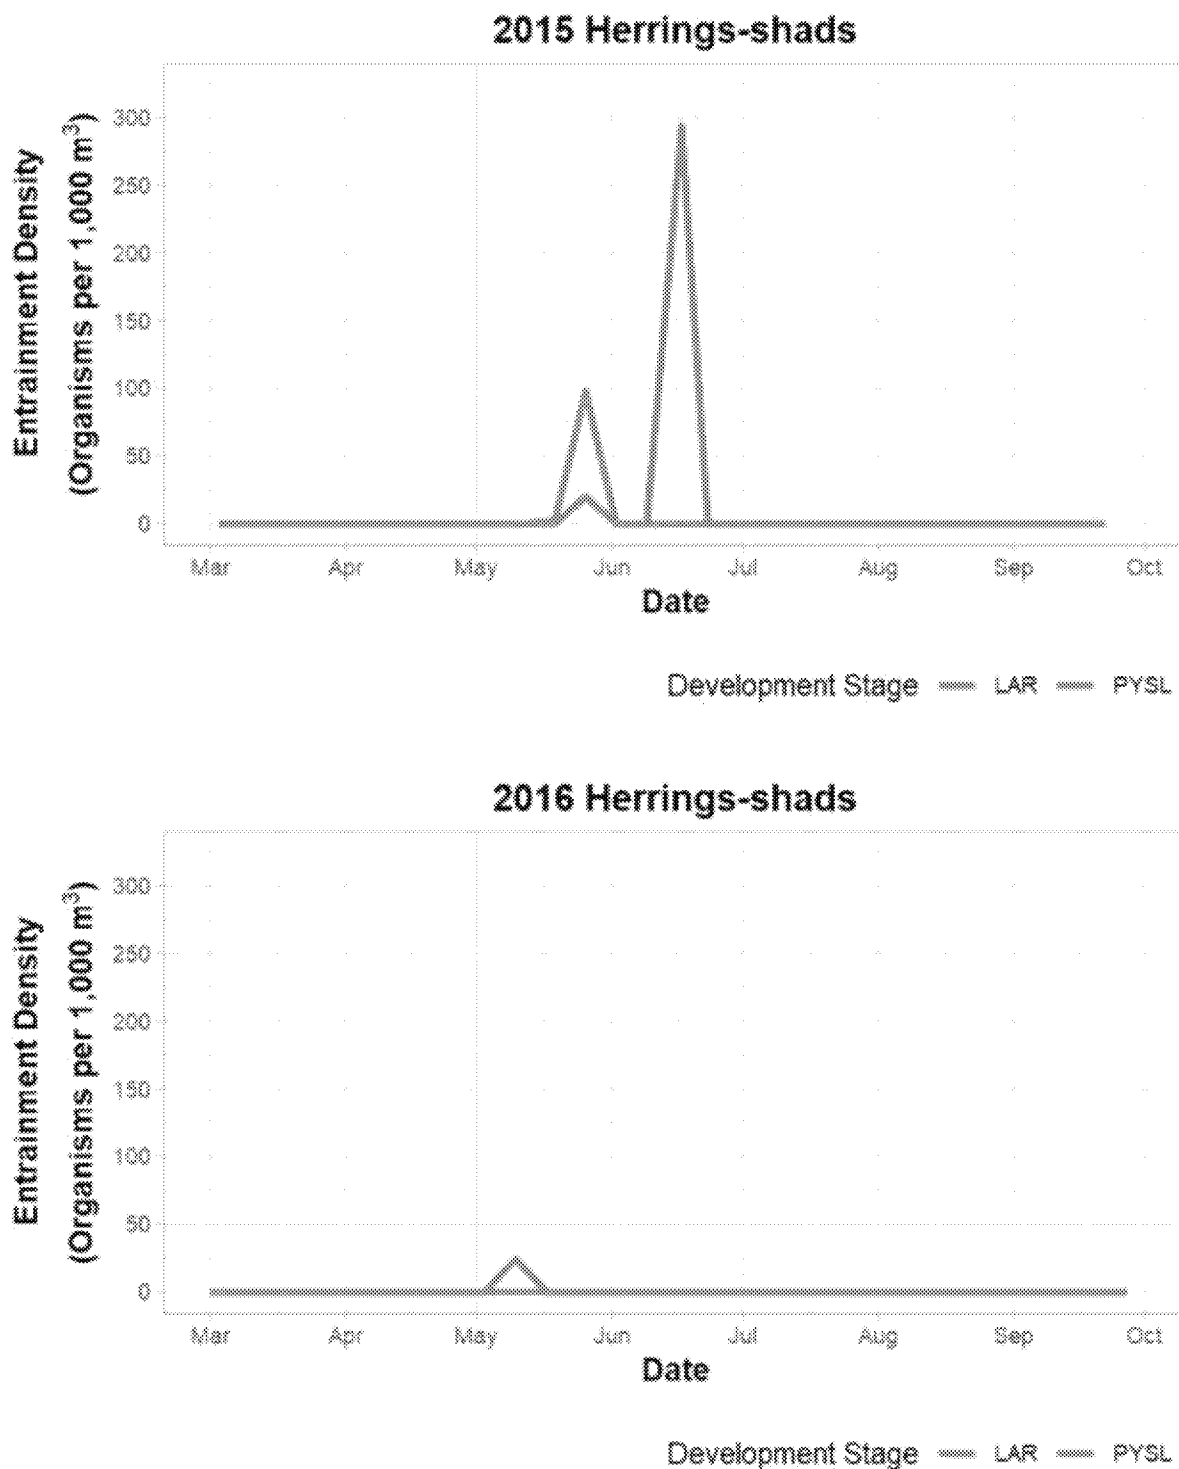 2015 Herrings-shads
Entrainment Density
(Organisms per 1,000 m³)
300
250
200
150
100
50
0
Mar Apr May Jun Jul Aug Sep Oct
Date
Development Stage LAR PYSL
2016 Herrings-shads
Entrainment Density
(Organisms per 1,000 m³)
300
250
200
150
100
50
0
Mar Apr May Jun Jul Aug Sep Oct
Date
Development Stage LAR PYSL